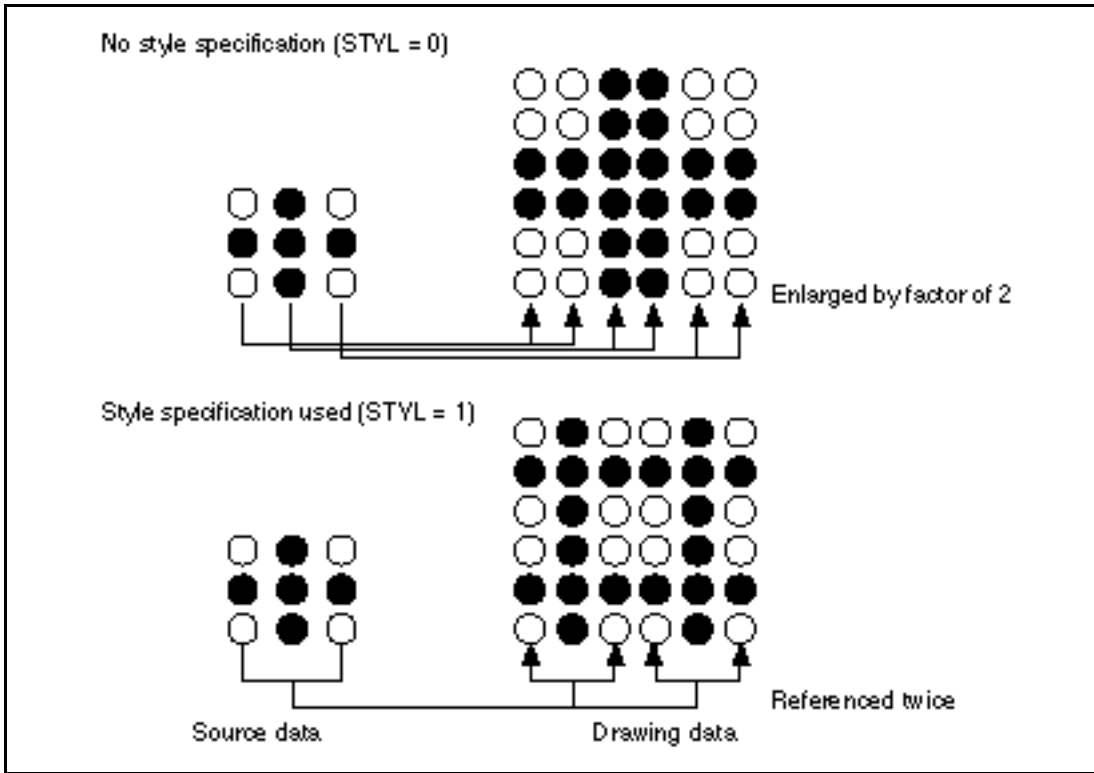 No style specification (STYL = 0)
Enlarged by factor of 2
Style specification used (STYL = 1)
Referenced twice
Source data
Drawing data